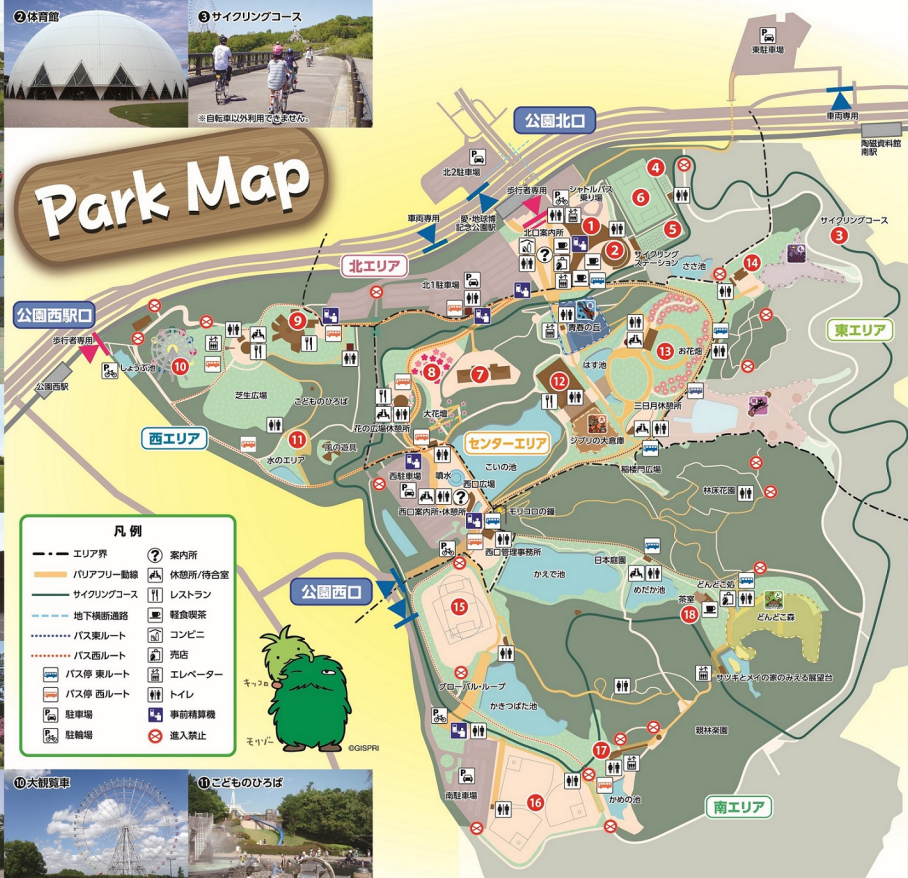 ❷体育館
❸サイクリングコース
※自転車以外利用できません。
Park Map
東駐車場
車両専用
陶磁資料館
南駅
公園北口
北2駐車場
歩行者専用
シャトルバス
乗り場
愛・地球博
記念公園駅
車両専用
北口案内所
サイクリング
ステーション
ささ池
サイクリングコース
北エリア
北1駐車場
青春の丘
東エリア
公園西駅口
歩行者専用
公園西駅
しょうぶ池
芝生広場
こどものひろば
西エリア
水のエリア
風の遊具
花の広場休憩所
大花壇
センターエリア
はす池
お花畑
三日月休憩所
ジブリの大倉庫
稲楼門広場
こいの池
西駐車場
噴水
西口広場
西口案内所・休憩所
モリコロの鐘
西口管理事務所
林床花園
公園西口
日本庭園
かえで池
めだか池
どんどこ処
茶室
どんどこ森
サツキとメイの家のみえる展望台
グローバル・ループ
かきつばた池
親林楽園
南駐車場
かめの池
南エリア
1
2
3
4
5
6
7
8
9
10
11
12
13
14
15
16
17
18
凡例
エリア界
バリアフリー動線
サイクリングコース
地下横断通路
バス東ルート
バス西ルート
バス停 東ルート
バス停 西ルート
駐車場
駐輪場
案内所
休憩所/待合室
レストラン
軽食喫茶
コンビニ
売店
エレベーター
トイレ
事前精算機
進入禁止
キッコロ
モリゾー
©GISPRI
❿大観覧車
⓫こどものひろば